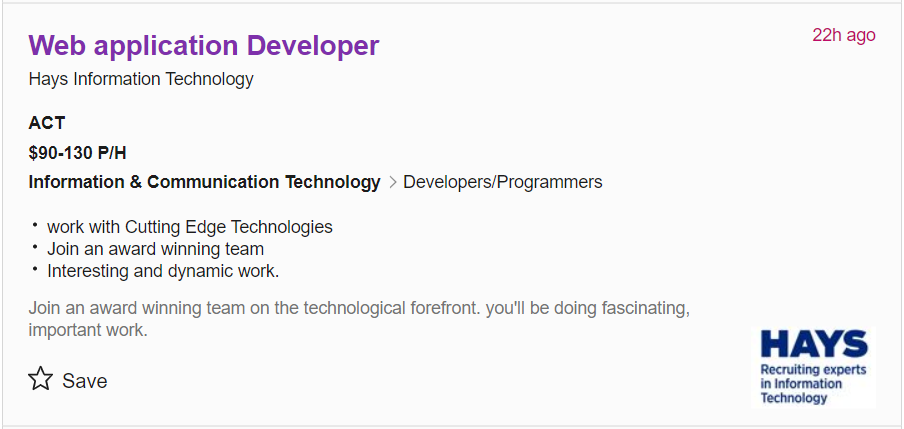 Web application Developer
22h ago
Hays Information Technology
ACT
$90-130 P/H
Information & Communication Technology > Developers/Programmers
• work with Cutting Edge Technologies
• Join an award winning team
• Interesting and dynamic work.
Join an award winning team on the technological forefront. you'll be doing fascinating,
important work.
Save
HAYS
Recruiting experts
in Information
Technology